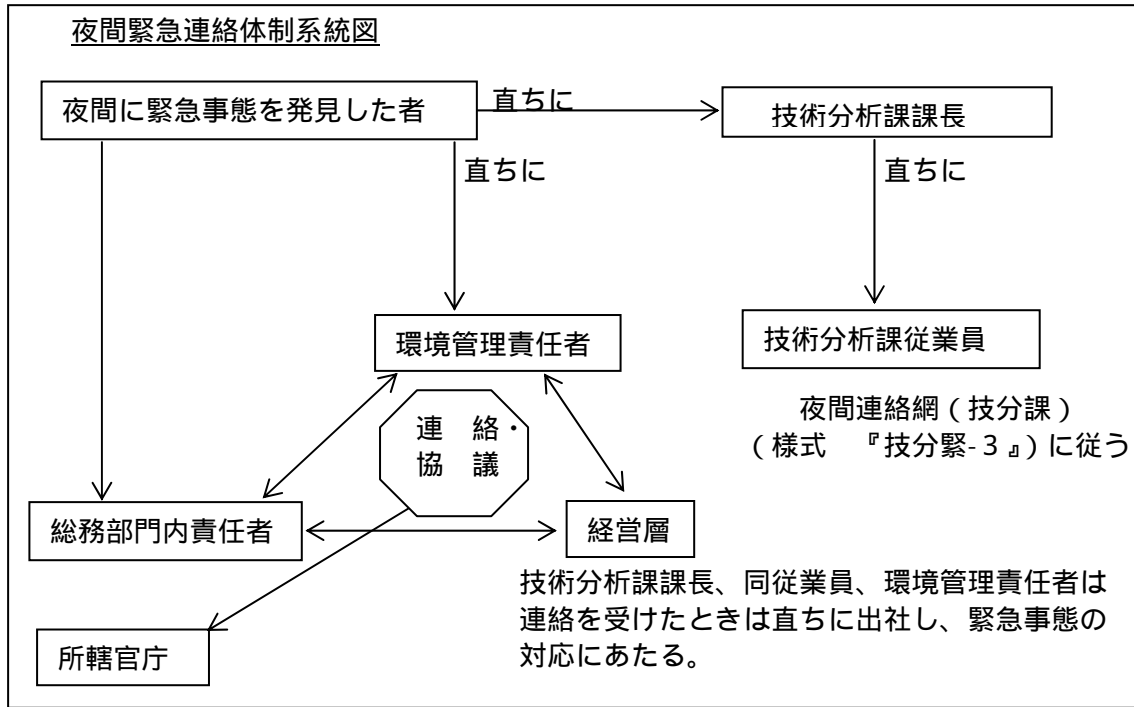 夜間緊急連絡体制系統図
夜間に緊急事態を発見した者
直ちに
技術分析課課長
直ちに
直ちに
環境管理責任者
技術分析課従業員
連 絡・
協 議
夜間連絡網(技分課)
(様式 『技分緊-3』)に従う
総務部門内責任者
経営層
技術分析課課長、同従業員、環境管理責任者は
連絡を受けたときは直ちに出社し、緊急事態の
対応にあたる。
所轄官庁